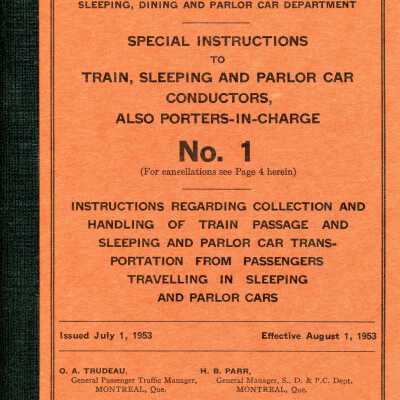 SLEEPING, DINING AND PARLOR CAR DEPARTMENT
SPECIAL INSTRUCTIONS
TO
TRAIN, SLEEPING AND PARLOR CAR
CONDUCTORS,
ALSO PORTERS-IN-CHARGE
No. 1
(For cancellations see Page 4 herein)
INSTRUCTIONS REGARDING COLLECTION AND
HANDLING OF TRAIN PASSAGE AND
SLEEPING AND PARLOR CAR TRANS-
PORTATION FROM PASSENGERS
TRAVELLING IN SLEEPING
AND PARLOR CARS
Issued July 1, 1953 Effective August 1, 1953
O. A. TRUDEAU, H. B. PARR,
General Passenger Traffic Manager, General Manager, S., D. & P.C. Dept.
MONTREAL, Que. MONTREAL, Que.